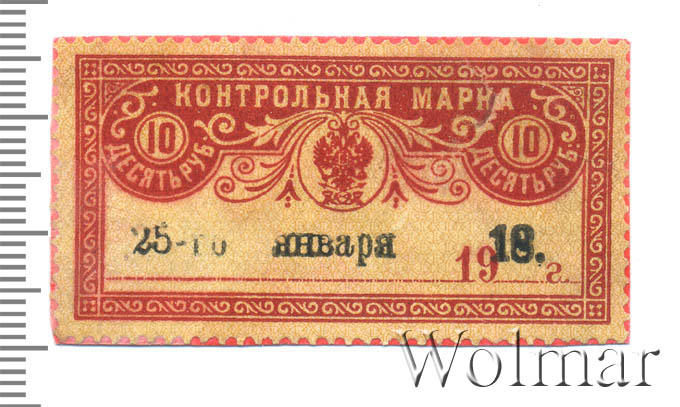 КОНТРОЛЬНАЯ МАРКА
10 ДЕСЯТЬ РУБ.
10 ДЕСЯТЬ РУБ.
25-го января 1918. г.
Wolmar